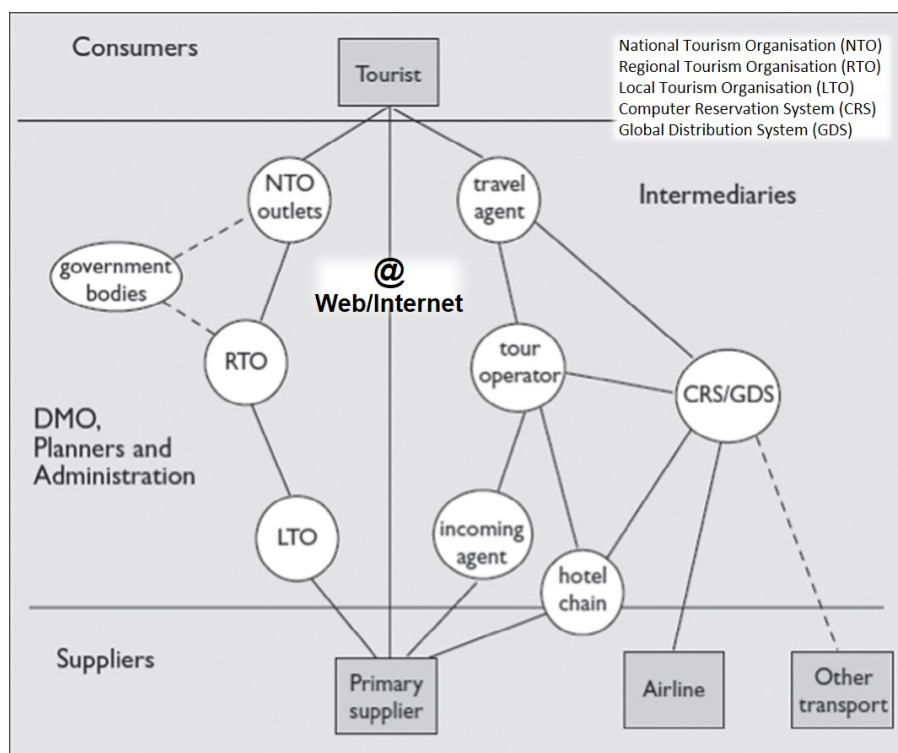 Consumers
Tourist
National Tourism Organisation (NTO)
Regional Tourism Organisation (RTO)
Local Tourism Organisation (LTO)
Computer Reservation System (CRS)
Global Distribution System (GDS)
NTO
outlets
travel
agent
Intermediaries
government
bodies
@
Web/Internet
RTO
tour
operator
CRS/GDS
DMO,
Planners and
Administration
LTO
incoming
agent
hotel
chain
Suppliers
Primary
supplier
Airline
Other
transport